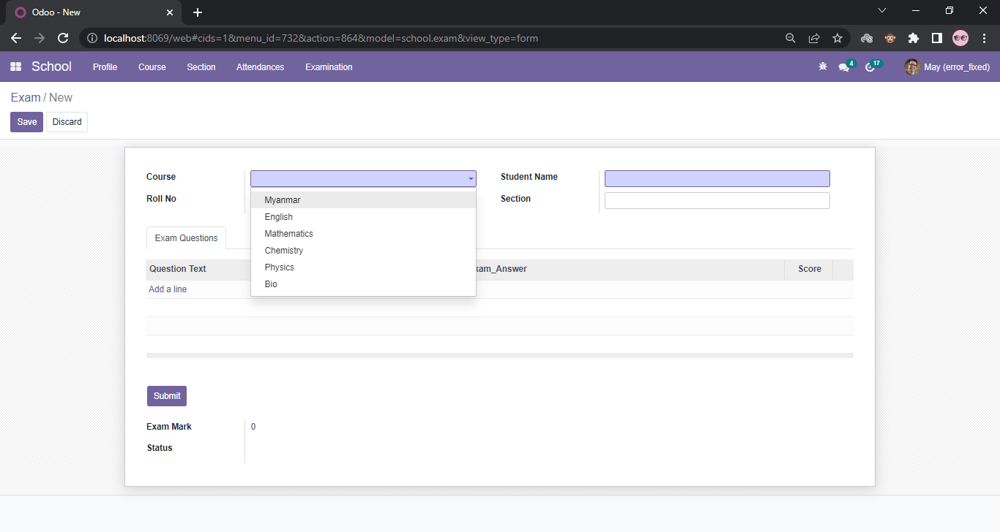 Odoo - New
localhost:8069/web#cids=1&menu_id=732&action=864&model=school.exam&view_type=form
School Profile Course Section Attendances Examination 4 17 May (error_fixed)
Exam / New
Save Discard
Course Student Name
Roll No Section
Myanmar
English
Mathematics
Chemistry
Physics
Bio
Exam Questions
Question Text xam_Answer Score
Add a line
Submit
Exam Mark 0
Status